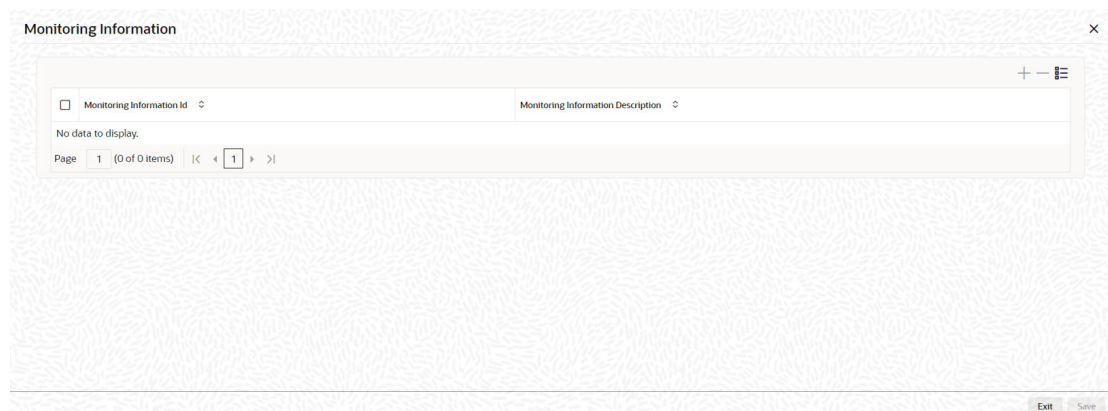 Monitoring Information
Monitoring Information Id Monitoring Information Description
No data to display.
Page 1 (0 of 0 items) 1
Exit Save